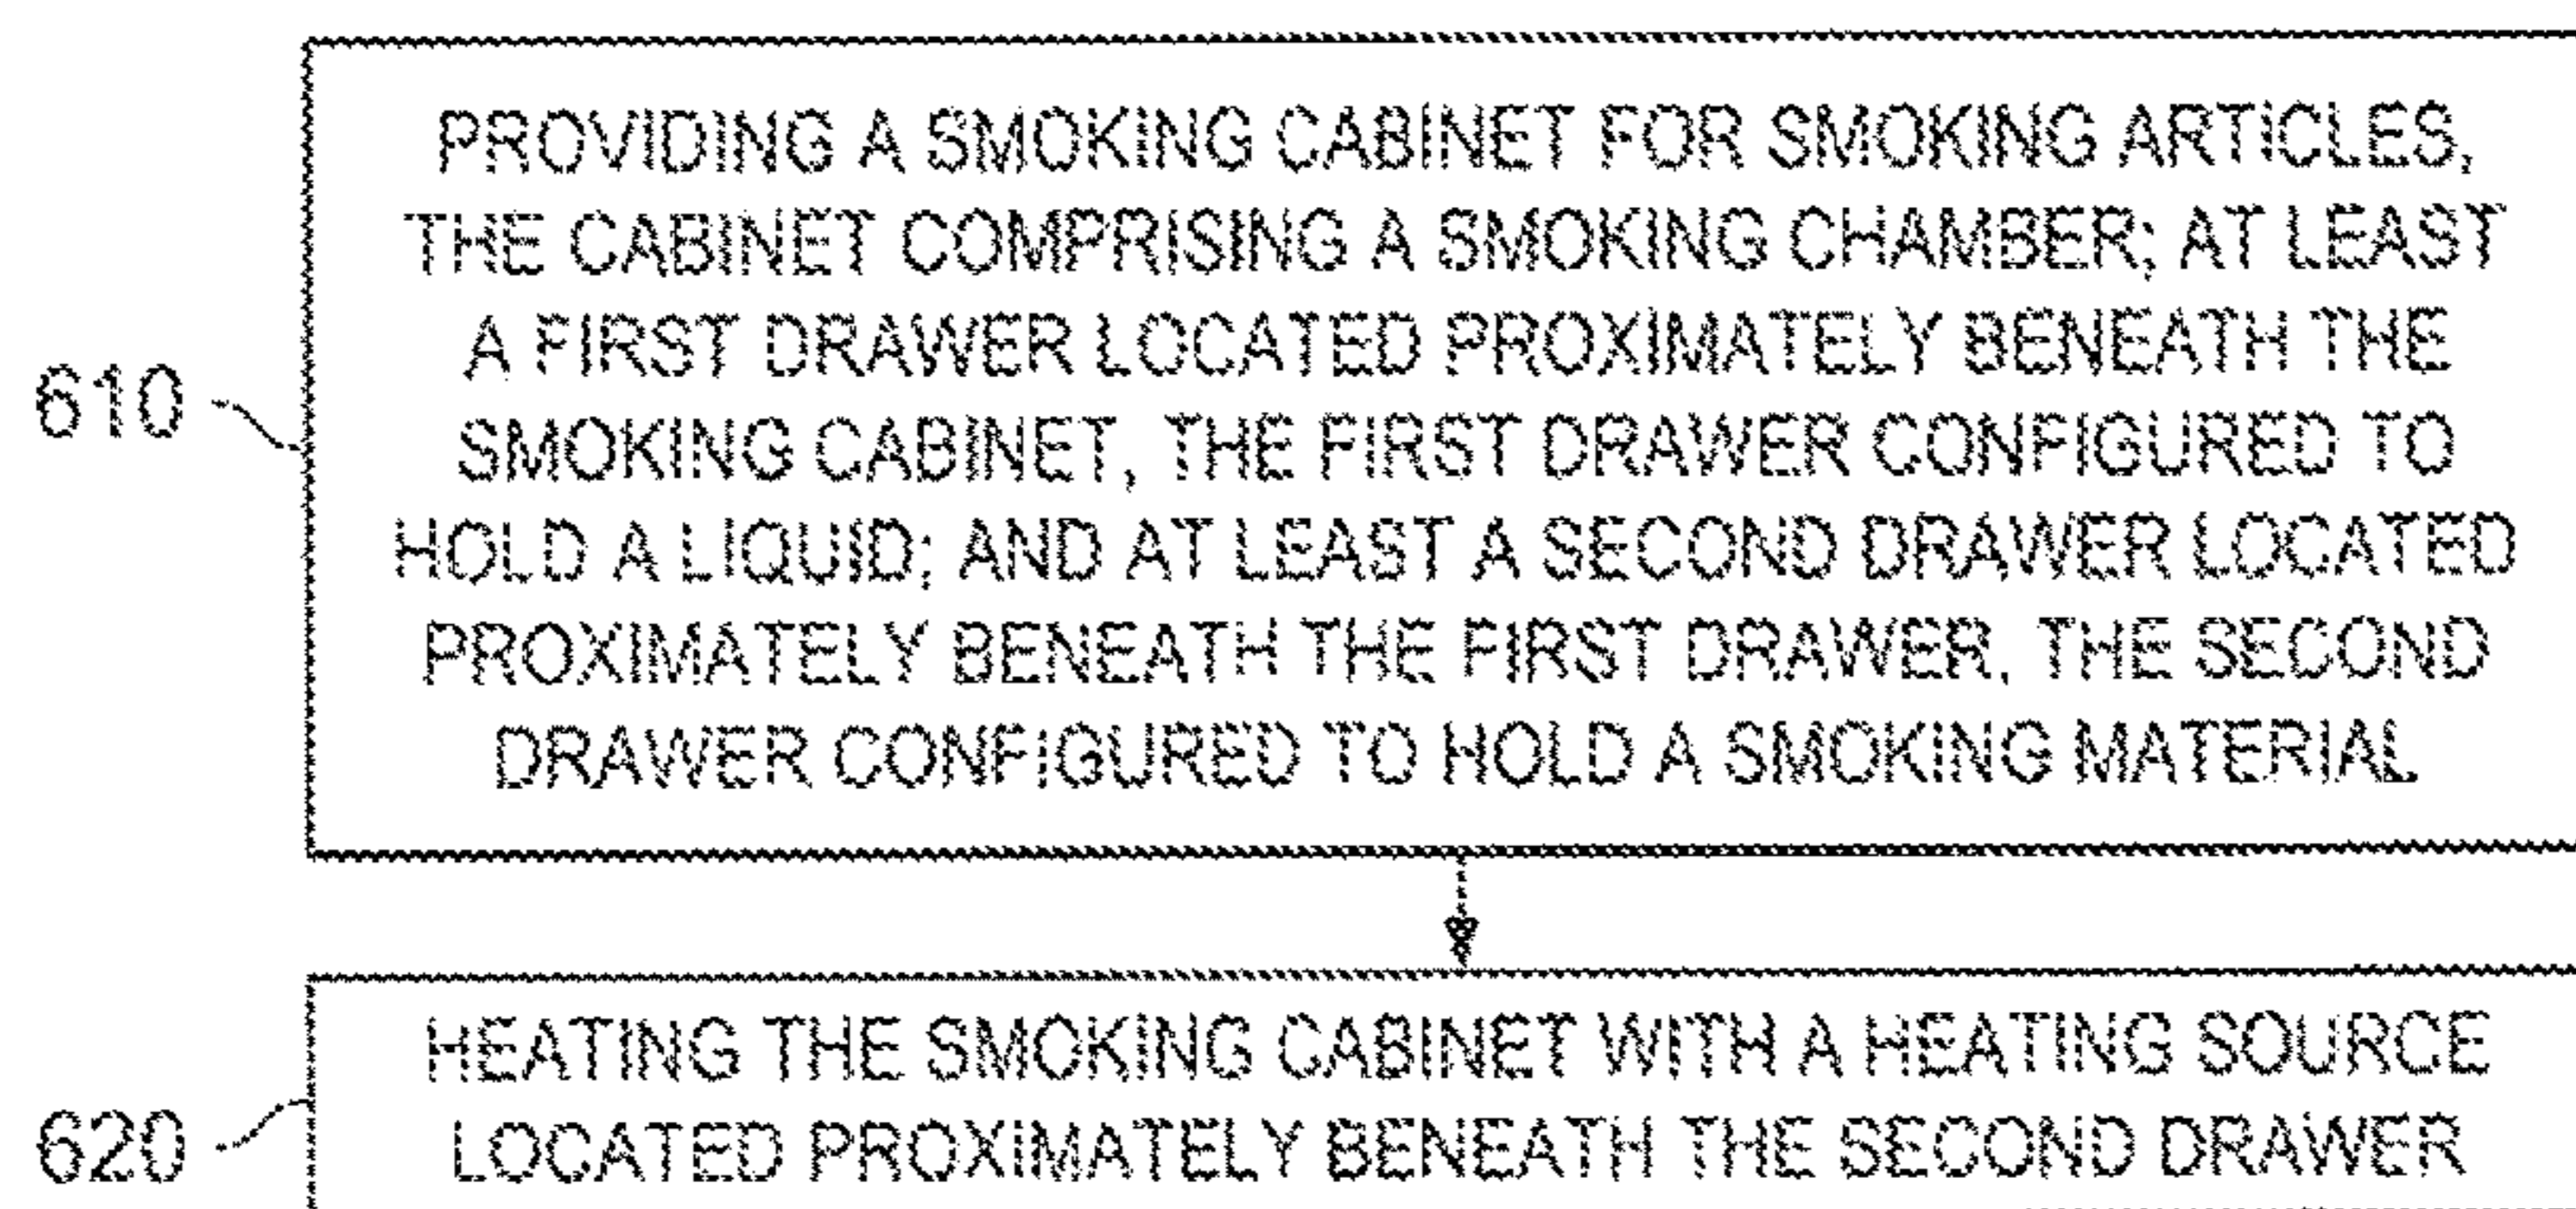 PROVIDING A SMOKING CABINET FOR SMOKING ARTICLES,
THE CABINET COMPRISING A SMOKING CHAMBER; AT LEAST
A FIRST DRAWER LOCATED PROXIMATELY BENEATH THE
610
SMOKING CABINET, THE FIRST DRAWER CONFIGURED TO
HOLD A LIQUID; AND AT LEAST A SECOND DRAWER LOCATED
PROXIMATELY BENEATH THE FIRST DRAWER, THE SECOND
DRAWER CONFIGURED TO HOLD A SMOKING MATERIAL
HEATING THE SMOKING CABINET WITH A HEATING SOURCE
620
LOCATED PROXIMATELY BENEATH THE SECOND DRAWER